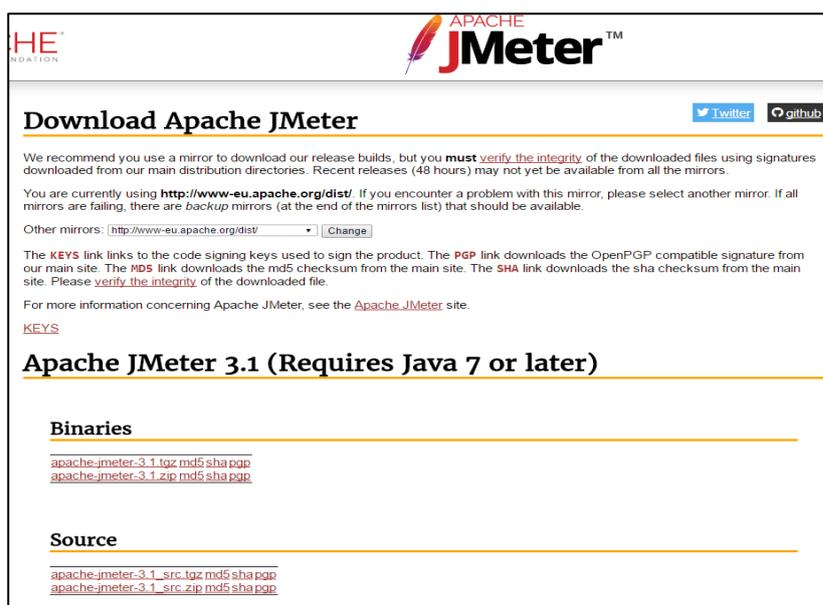 HE
NDATION
APACHE
JMeter™
Download Apache JMeter
Twitter
github
We recommend you use a mirror to download our release builds, but you must verify the integrity of the downloaded files using signatures
downloaded from our main distribution directories. Recent releases (48 hours) may not yet be available from all the mirrors.
You are currently using http://www-eu.apache.org/dist/. If you encounter a problem with this mirror, please select another mirror. If all
mirrors are failing, there are backup mirrors (at the end of the mirrors list) that should be available.
Other mirrors: http://www-eu.apache.org/dist/ Change
The KEYS link links to the code signing keys used to sign the product. The PGP link downloads the OpenPGP compatible signature from
our main site. The MD5 link downloads the md5 checksum from the main site. The SHA link downloads the sha checksum from the main
site. Please verify the integrity of the downloaded file.
For more information concerning Apache JMeter, see the Apache JMeter site.
KEYS
Apache JMeter 3.1 (Requires Java 7 or later)
Binaries
apache-jmeter-3.1.tgz md5 sha pgp
apache-jmeter-3.1.zip md5 sha pgp
Source
apache-jmeter-3.1_src.tgz md5 sha pgp
apache-jmeter-3.1_src.zip md5 sha pgp